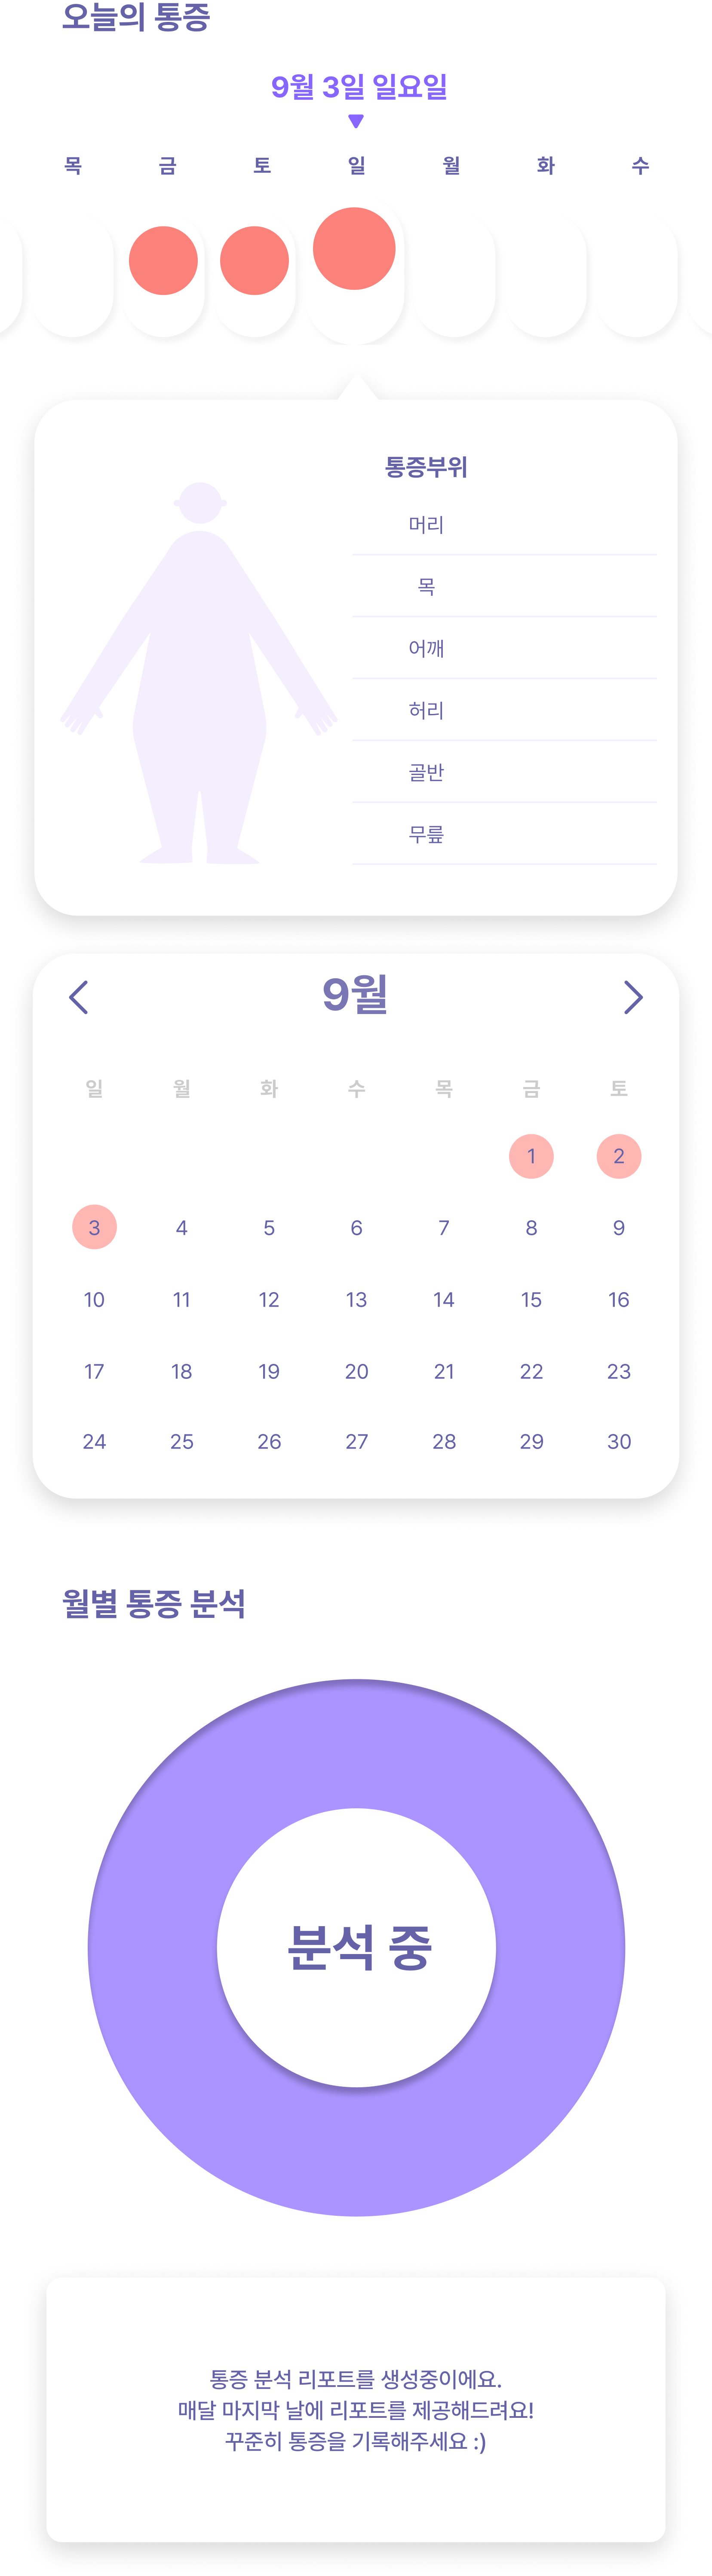 오늘의 통증
9월 3일 일요일
목 금 토 일 월 화 수
통증부위
머리
목
어깨
허리
골반
무릎
9월
일 월 화 수 목 금 토
1 2
3 4 5 6 7 8 9
10 11 12 13 14 15 16
17 18 19 20 21 22 23
24 25 26 27 28 29 30
월별 통증 분석
분석 중
통증 분석 리포트를 생성중이에요.
매달 마지막 날에 리포트를 제공해드려요!
꾸준히 통증을 기록해주세요 :)